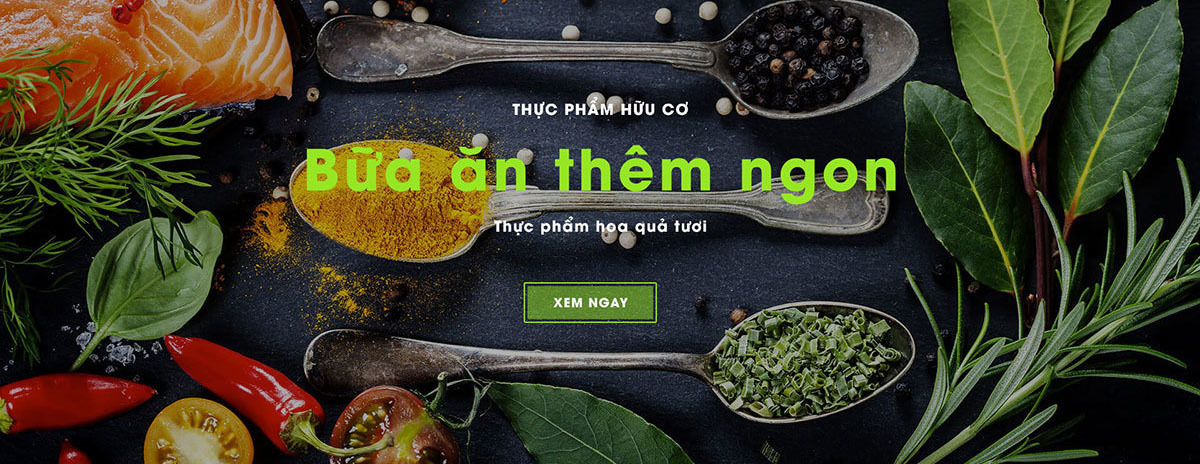 THỰC PHẨM HỮU CƠ
Bữa ăn thêm ngon
Thực phẩm hoa quả tươi
XEM NGAY